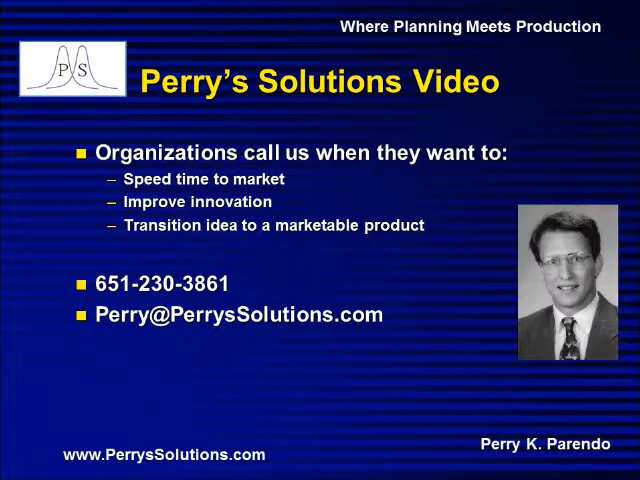 Where Planning Meets Production
P S
Perry's Solutions Video
Organizations call us when they want to:
– Speed time to market
– Improve innovation
– Transition idea to a marketable product
651-230-3861
Perry@PerrysSolutions.com
Perry K. Parendo
www.PerrysSolutions.com